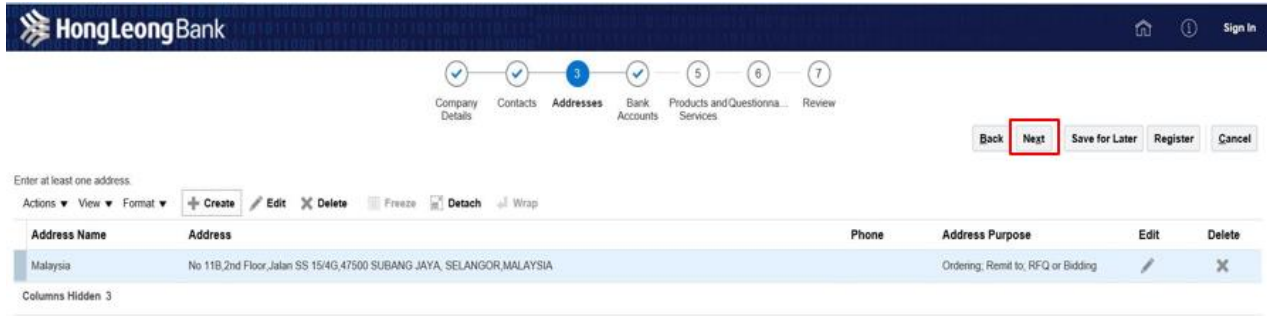 HongLeong Bank
Sign In
3 5 6 7
Company Details Contacts Addresses Bank Accounts Products and Services Questionna... Review
Back Next Save for Later Register Cancel
Enter at least one address.
Actions View Format Create Edit Delete Freeze Detach Wrap
Address Name Address Phone Address Purpose Edit Delete
Malaysia No 11B,2nd Floor,Jalan SS 15/4G,47500 SUBANG JAYA, SELANGOR,MALAYSIA Ordering; Remit to; RFQ or Bidding
Columns Hidden 3